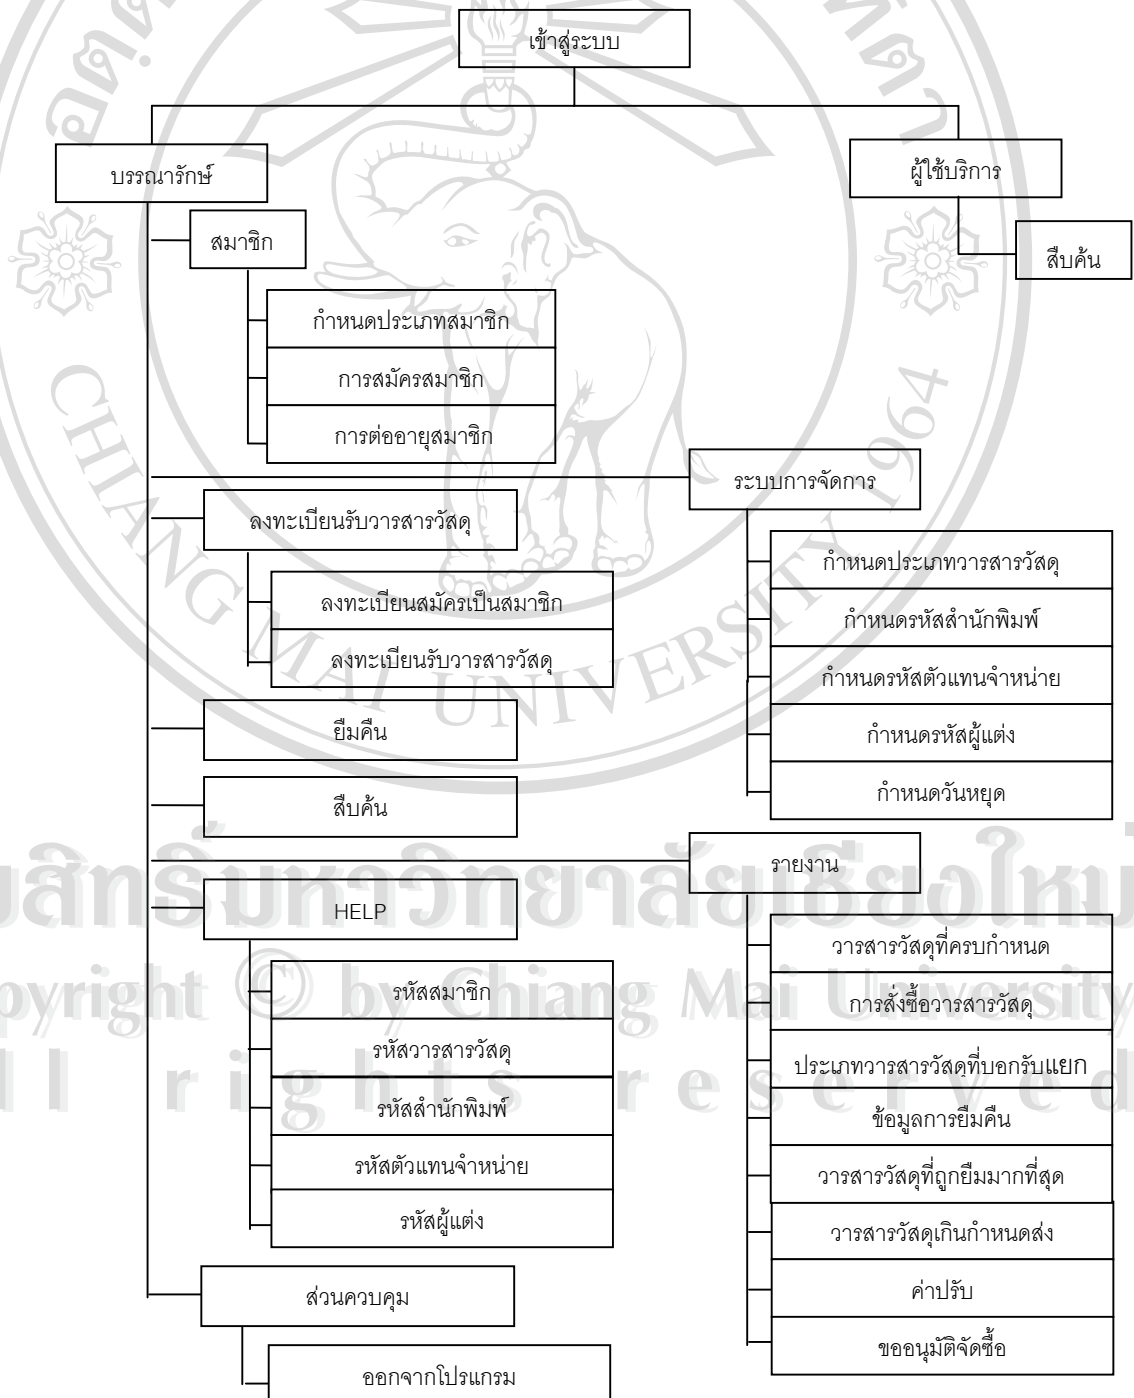 เข้าสู่ระบบ
บรรณารักษ์
ผู้ใช้บริการ
สมาชิก
สืบค้น
กำหนดประเภทสมาชิก
การสมัครสมาชิก
การต่ออายุสมาชิก
ระบบการจัดการ
ลงทะเบียนรับวารสารวัสดุ
กำหนดประเภทวารสารวัสดุ
ลงทะเบียนสมัครเป็นสมาชิก
กำหนดรหัสสำนักพิมพ์
ลงทะเบียนรับวารสารวัสดุ
กำหนดรหัสตัวแทนจำหน่าย
ยืมคืน
กำหนดรหัสผู้แต่ง
กำหนดวันหยุด
สืบค้น
รายงาน
HELP
วารสารวัสดุที่ครบกำหนด
รหัสสมาชิก
การสั่งซื้อวารสารวัสดุ
รหัสวารสารวัสดุ
ประเภทวารสารวัสดุที่บอกรับแยก
รหัสสำนักพิมพ์
ข้อมูลการยืมคืน
รหัสตัวแทนจำหน่าย
วารสารวัสดุที่ถูกยืมมากที่สุด
รหัสผู้แต่ง
วารสารวัสดุเกินกำหนดส่ง
ส่วนควบคุม
ค่าปรับ
ขออนุมัติจัดซื้อ
ออกจากโปรแกรม
CHIANG MAI UNIVERSITY 1964
มหาวิทยาลัยเชียงใหม่
© by Chiang Mai University
rights reserved